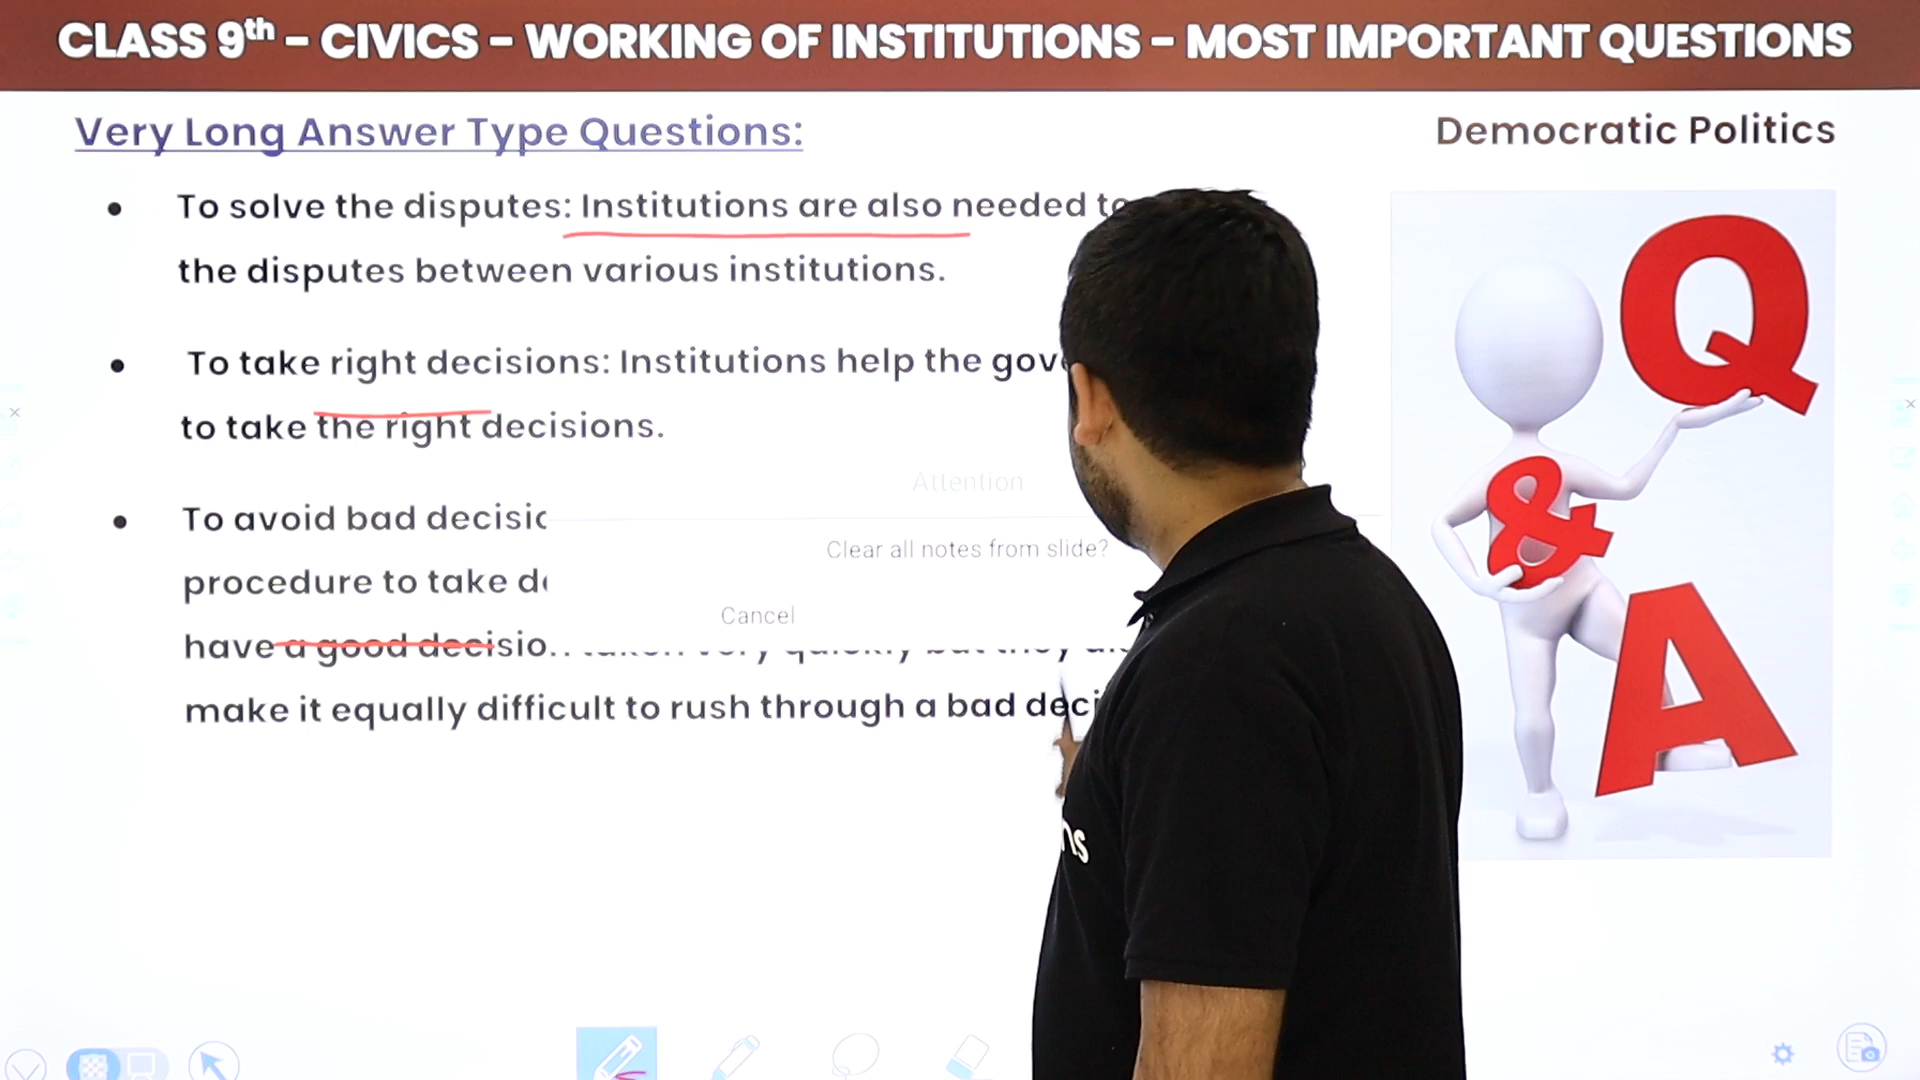 CLASS 9th – CIVICS – WORKING OF INSTITUTIONS – MOST IMPORTANT QUESTIONS
Very Long Answer Type Questions:
Democratic Politics
• To solve the disputes: Institutions are also needed to
the disputes between various institutions.
• To take right decisions: Institutions help the gov
to take the right decisions.
Attention
• To avoid bad decisic
Clear all notes from slide?
procedure to take de
Cancel
have a good decisio
make it equally difficult to rush through a bad deci
Q
&
A
ns